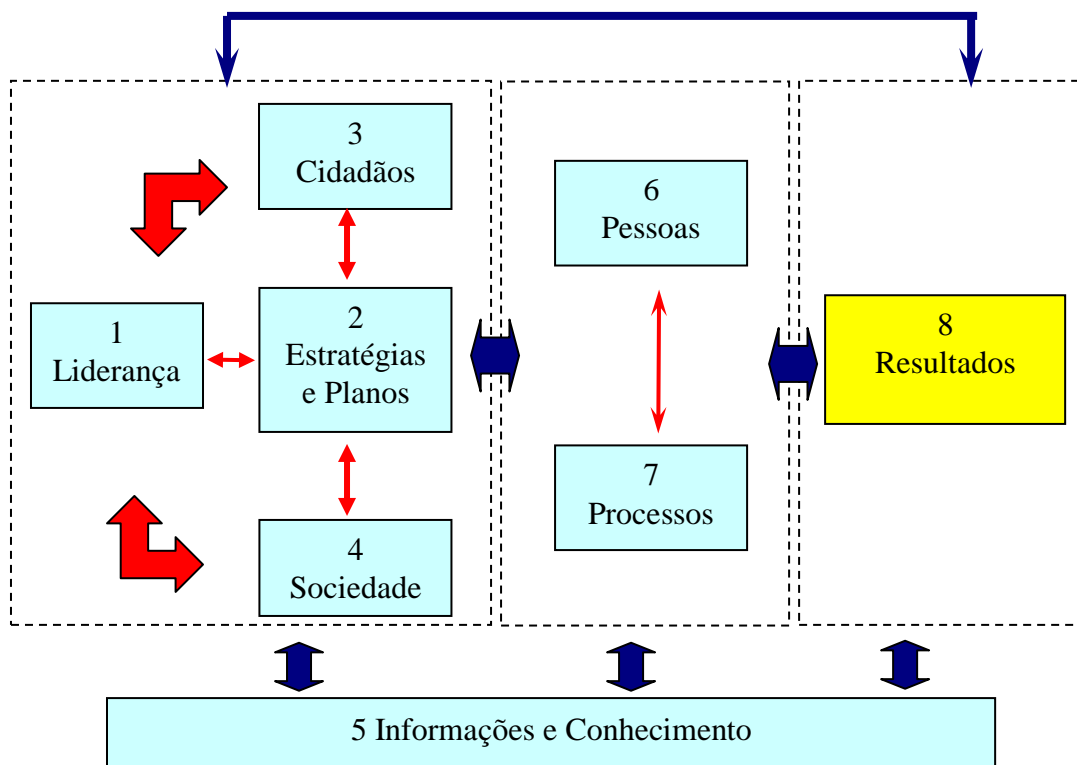 3
Cidadãos
6
Pessoas
1
Liderança
2
Estratégias
e Planos
8
Resultados
7
Processos
4
Sociedade
5 Informações e Conhecimento